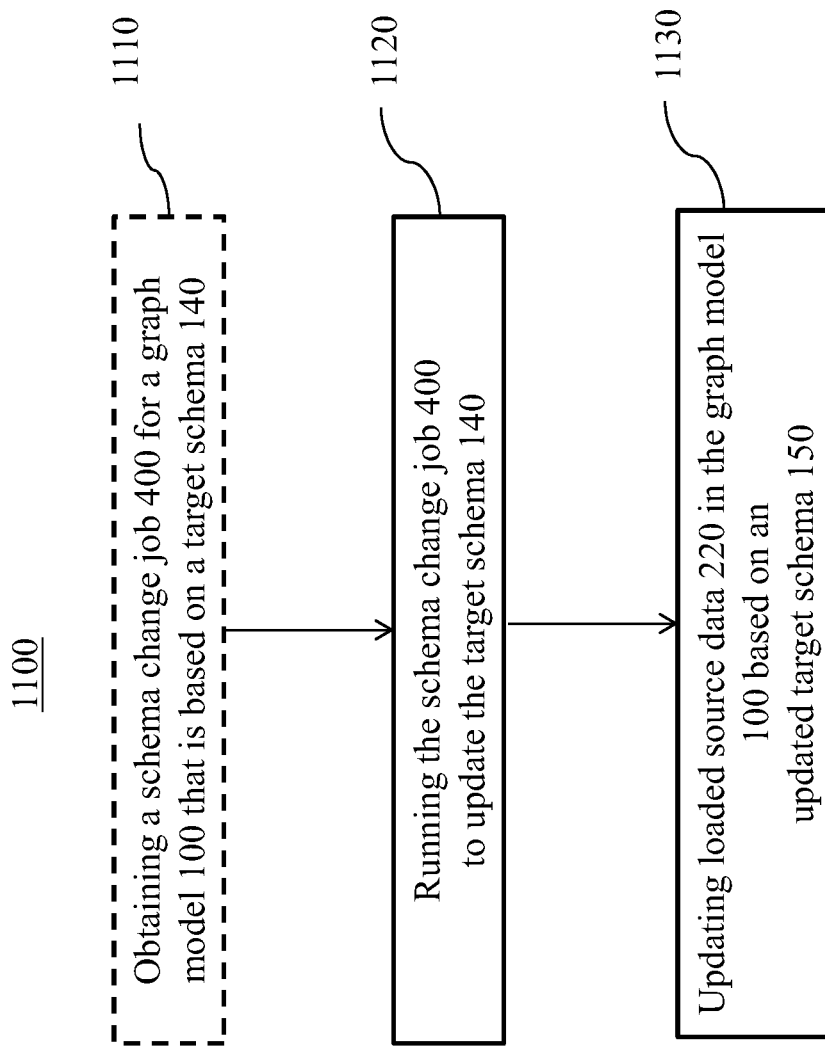 1100
Obtaining a schema change job 400 for a graph
model 100 that is based on a target schema 140
1110
Running the schema change job 400
to update the target schema 140
1120
Updating loaded source data 220 in the graph model
100 based on an
updated target schema 150
1130